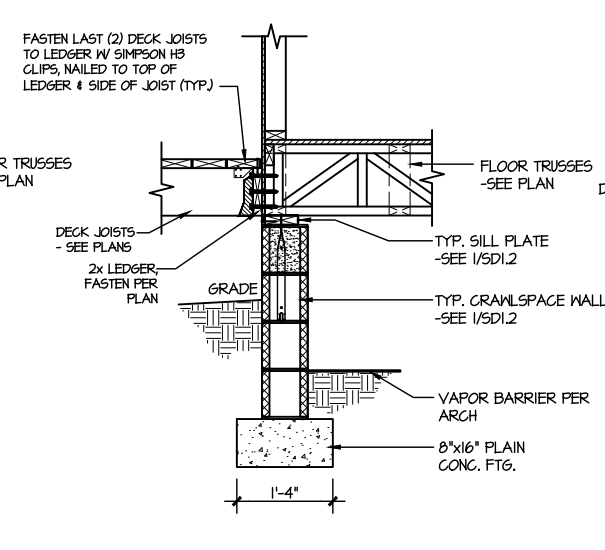 FASTEN LAST (2) DECK JOISTS
TO LEDGER W/ SIMPSON H3
CLIPS, NAILED TO TOP OF
LEDGER & SIDE OF JOIST (TYP.)
R TRUSSES
PLAN
FLOOR TRUSSES
-SEE PLAN
D
DECK JOISTS
- SEE PLANS
TYP. SILL PLATE
-SEE 1/SD1.2
2x LEDGER,
FASTEN PER
PLAN
GRADE
TYP. CRAWLSPACE WALL
-SEE 1/SD1.2
VAPOR BARRIER PER
ARCH
8"x16" PLAIN
CONC. FTG.
1'-4"